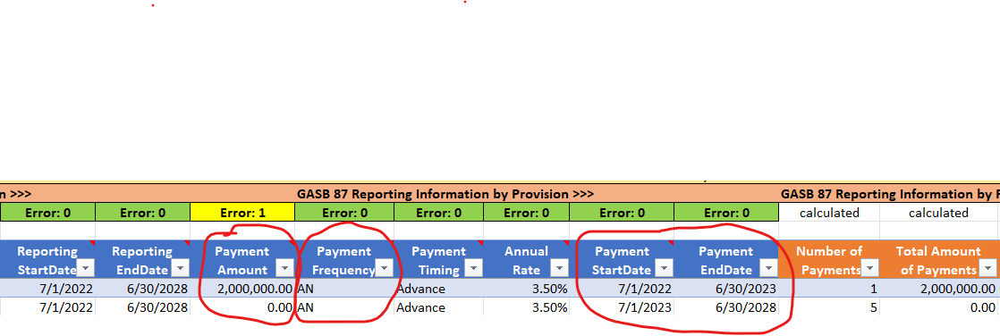 n >>> GASB 87 Reporting Information by Provision >>> GASB 87 Reporting Information by
Error: 0 Error: 0 Error: 1 Error: 0 Error: 0 Error: 0 Error: 0 Error: 0 calculated calculated
Reporting Reporting Payment Payment Payment Annual Payment Payment Number of Total Amount
StartDate EndDate Amount Frequency Timing Rate StartDate EndDate Payments of Payments
7/1/2022 6/30/2028 2,000,000.00 AN Advance 3.50% 7/1/2022 6/30/2023 1 2,000,000.00
7/1/2022 6/30/2028 0.00 AN Advance 3.50% 7/1/2023 6/30/2028 5 0.00